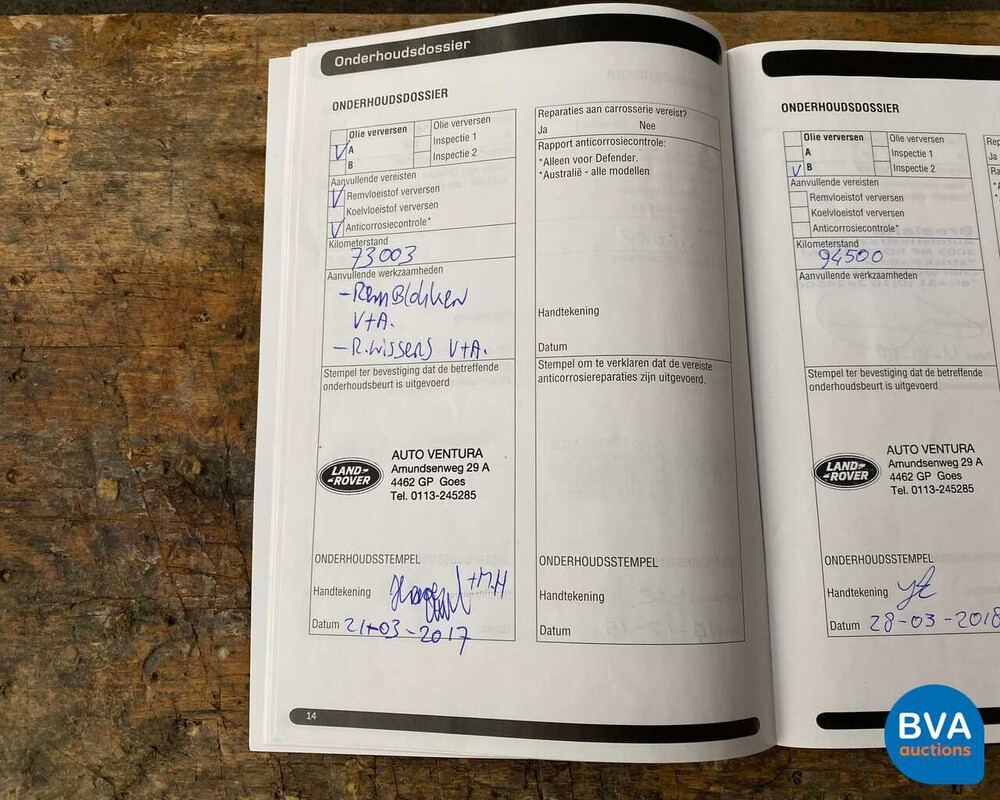 Onderhoudsdossier
ONDERHOUDSDOSSIER
Olie verversen
A
B
Olie verversen
Inspectie 1
Inspectie 2
Aanvullende vereisten
Remvloeistof verversen
Koelvloeistof verversen
Anticorrosiecontrole*
Kilometerstand
73003
Aanvullende werkzaamheden
-RemBlokken
V+A.
-R.wissers V+A.
Stempel ter bevestiging dat de betreffende
onderhoudsbeurt is uitgevoerd
LAND-
-ROVER
AUTO VENTURA
Amundsenweg 29 A
4462 GP Goes
Tel. 0113-245285
ONDERHOUDSSTEMPEL
Handtekening
+M.H
Datum 21-03-2017
Reparaties aan carrosserie vereist?
Ja Nee
Rapport anticorrosiecontrole:
*Alleen voor Defender.
*Australië - alle modellen
Handtekening
Datum
Stempel om te verklaren dat de vereiste
anticorrosiereparaties zijn uitgevoerd.
ONDERHOUDSSTEMPEL
Handtekening
Datum
14
ONDERHOUDSDOSSIER
Olie verversen
A
B
Olie verversen
Inspectie 1
Inspectie 2
Aanvullende vereisten
Remvloeistof verversen
Koelvloeistof verversen
Anticorrosiecontrole*
Kilometerstand
94500
Aanvullende werkzaamheden
Stempel ter bevestiging dat de betreffende
onderhoudsbeurt is uitgevoerd
LAND-
-ROVER
AUTO VENTURA
Amundsenweg 29 A
4462 GP Goes
Tel. 0113-245285
ONDERHOUDSSTEMPEL
Handtekening
Datum 28-03-2018
Ja
BVA
auctions